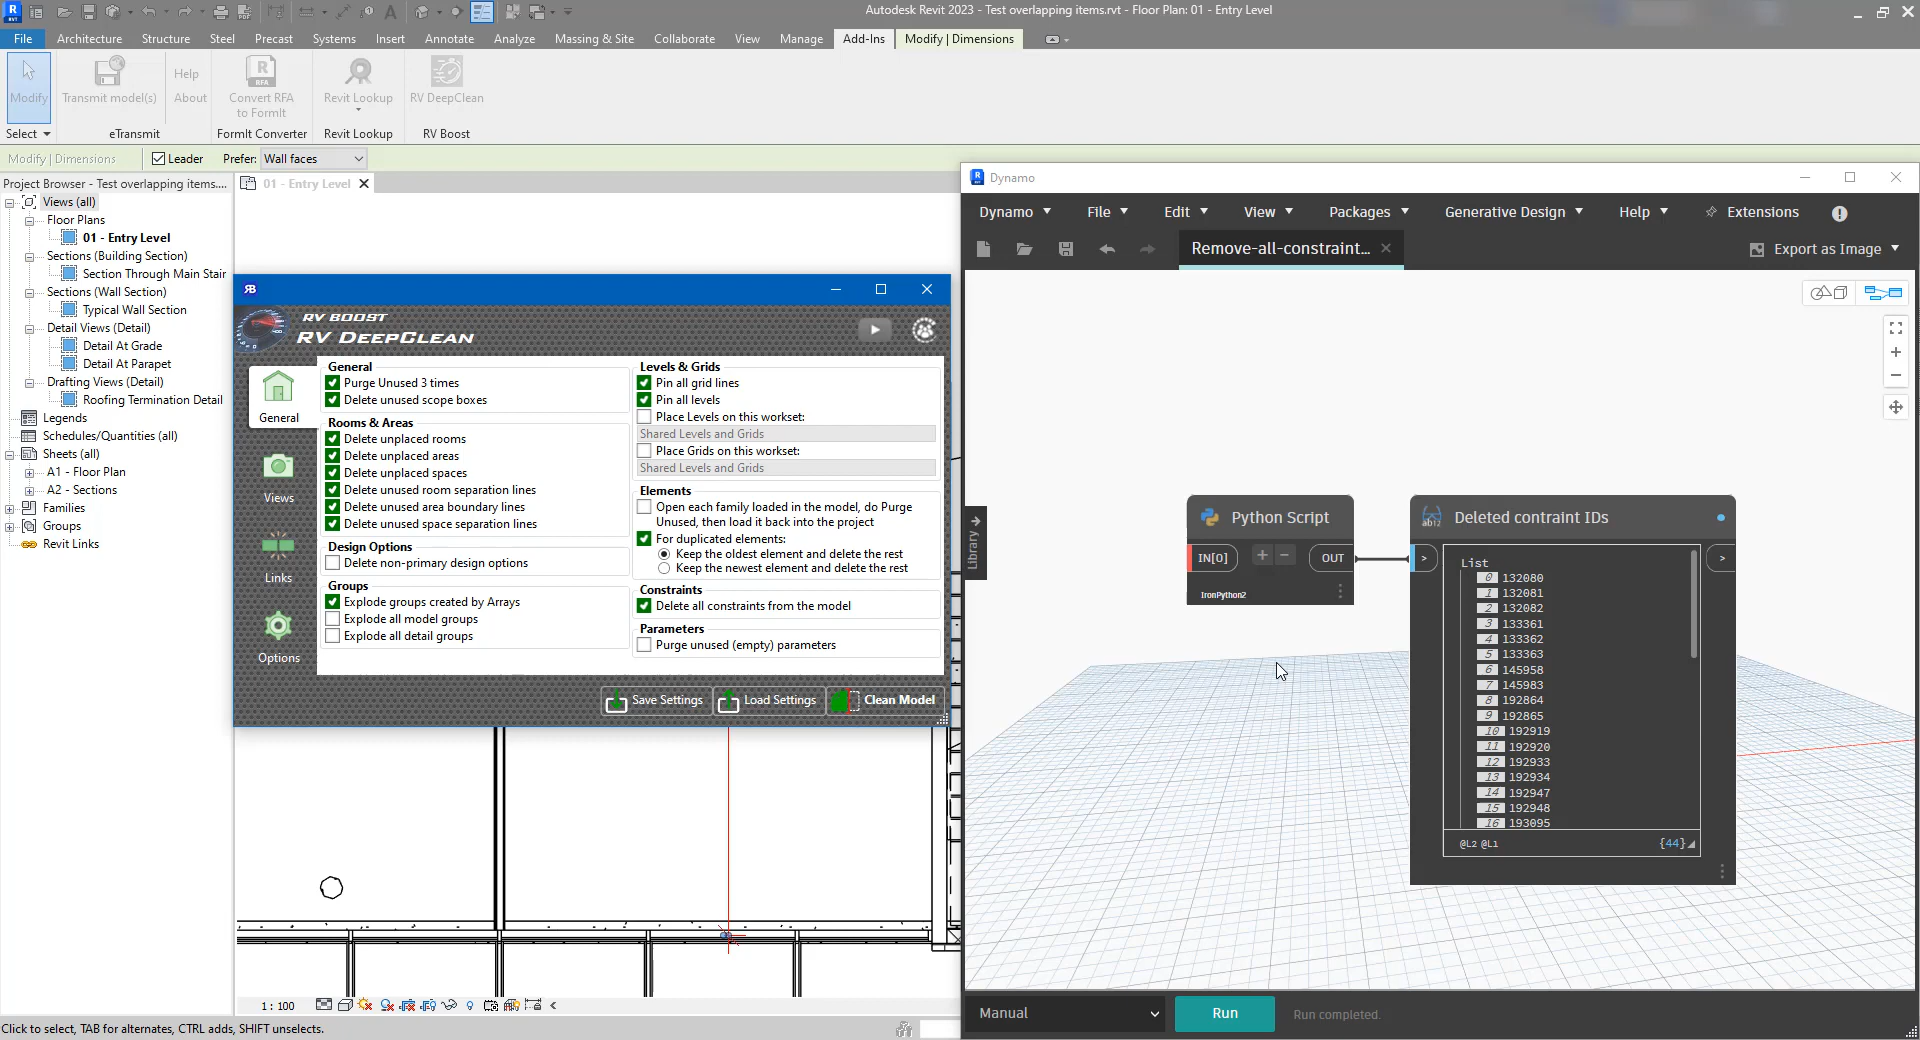 Autodesk Revit 2023 - Test overlapping items.rvt - Floor Plan: 01 - Entry Level
File Architecture Structure Steel Precast Systems Insert Annotate Analyze Massing & Site Collaborate View Manage Add-Ins Modify | Dimensions
Modify
Transmit model(s)
Help
About
Convert RFA
to FormIt
Revit Lookup
RV DeepClean
Select
eTransmit
FormIt Converter
Revit Lookup
RV Boost
Modify | Dimensions
Leader
Prefer: Wall faces
Project Browser - Test overlapping items....
Views (all)
Floor Plans
01 - Entry Level
Sections (Building Section)
Section Through Main Stair
Sections (Wall Section)
Typical Wall Section
Detail Views (Detail)
Detail At Grade
Detail At Parapet
Drafting Views (Detail)
Roofing Termination Detail
Legends
Schedules/Quantities (all)
Sheets (all)
A1 - Floor Plan
A2 - Sections
Families
Groups
Revit Links
01 - Entry Level
RB
RV BOOST
RV DEEPCLEAN
General
Views
Links
Options
General
Purge Unused 3 times
Delete unused scope boxes
Rooms & Areas
Delete unplaced rooms
Delete unplaced areas
Delete unplaced spaces
Delete unused room separation lines
Delete unused area boundary lines
Delete unused space separation lines
Design Options
Delete non-primary design options
Groups
Explode groups created by Arrays
Explode all model groups
Explode all detail groups
Levels & Grids
Pin all grid lines
Pin all levels
Place Levels on this workset:
Shared Levels and Grids
Place Grids on this workset:
Shared Levels and Grids
Elements
Open each family loaded in the model, do Purge
Unused, then load it back into the project
For duplicated elements:
Keep the oldest element and delete the rest
Keep the newest element and delete the rest
Constraints
Delete all constraints from the model
Parameters
Purge unused (empty) parameters
Save Settings
Load Settings
Clean Model
1 : 100
Click to select, TAB for alternates, CTRL adds, SHIFT unselects.
Dynamo
Dynamo File Edit View Packages Generative Design Help Extensions
Remove-all-constraint...
Export as Image
Library
Python Script
IN[0]
+ -
OUT
IronPython2
Deleted contraint IDs
>
>
List
0 132080
1 132081
2 132082
3 133361
4 133362
5 133363
6 145958
7 145983
8 192864
9 192865
10 192919
11 192920
12 192933
13 192934
14 192947
15 192948
16 193095
@L2 @L1
{44}
Manual
Run
Run completed.